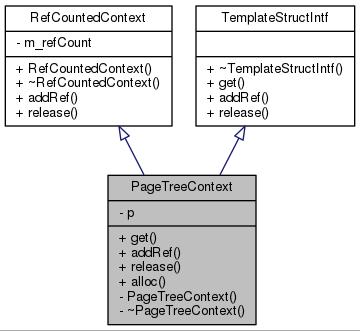 RefCountedContext
- m_refCount
+ RefCountedContext()
+ ~RefCountedContext()
+ addRef()
+ release()
TemplateStructIntf
+ ~TemplateStructIntf()
+ get()
+ addRef()
+ release()
PageTreeContext
- p
+ get()
+ addRef()
+ release()
+ alloc()
- PageTreeContext()
- ~PageTreeContext()